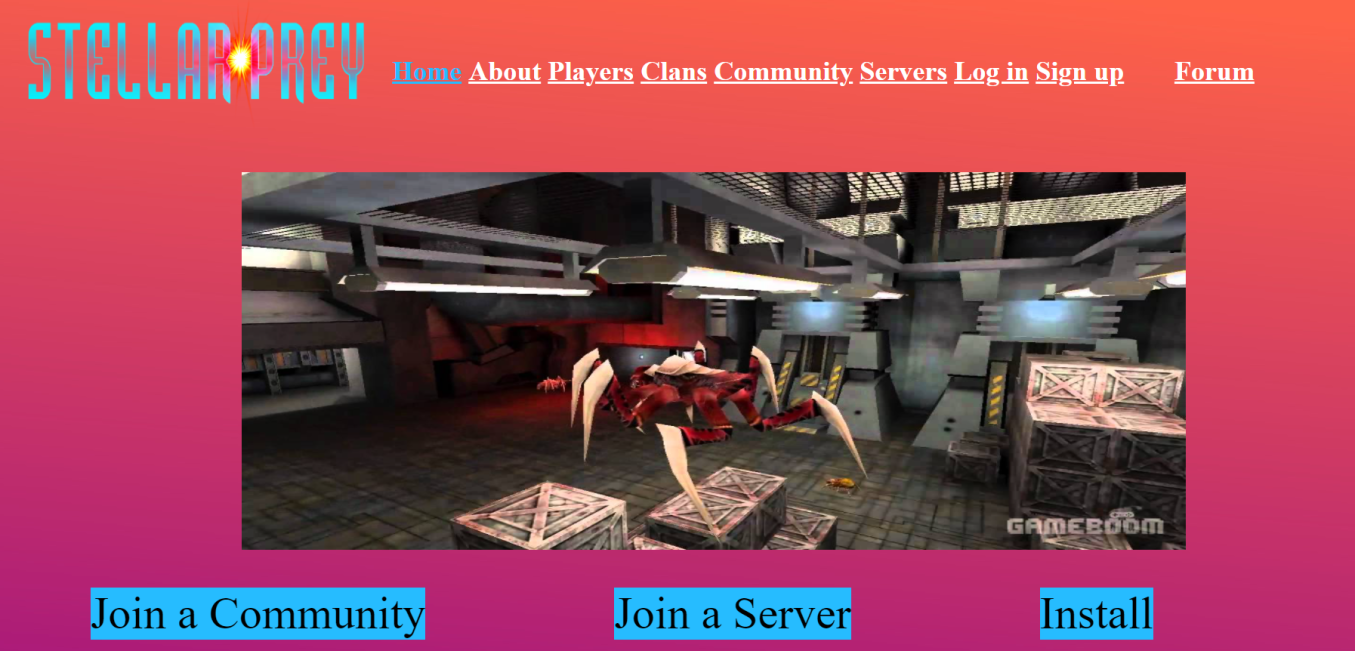 STELLAR PREY
Home About Players Clans Community Servers Log in Sign up Forum
GAMEBOOM
Join a Community Join a Server Install